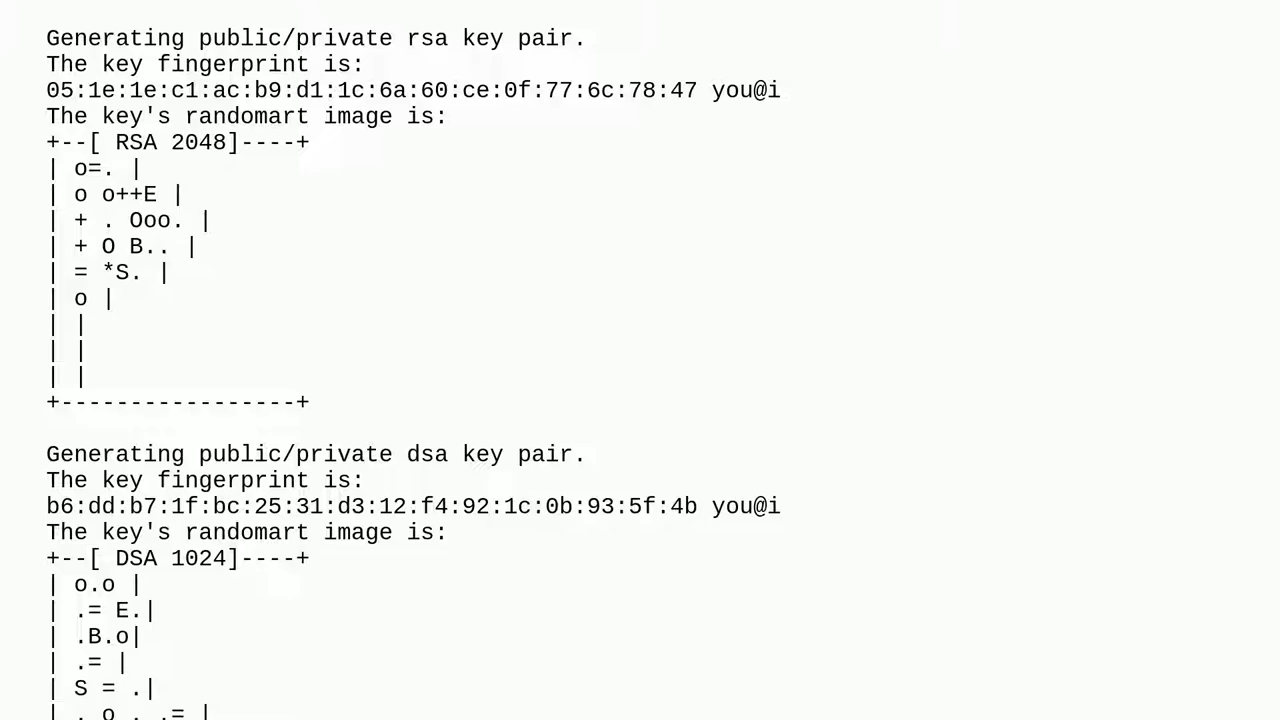 Generating public/private rsa key pair.
The key fingerprint is:
05:1e:1e:c1:ac:b9:d1:1c:6a:60:ce:0f:77:6c:78:47 you@i
The key's randomart image is:
+--[ RSA 2048]----+
| o=. |
| o o++E |
| + . Ooo. |
| + O B.. |
| = *S. |
| o |
| |
| |
| |
+-----------------+

Generating public/private dsa key pair.
The key fingerprint is:
b6:dd:b7:1f:bc:25:31:d3:12:f4:92:1c:0b:93:5f:4b you@i
The key's randomart image is:
+--[ DSA 1024]----+
| o.o |
| .= E.|
| .B.o|
| .= |
| S = .|
| . o . .= |